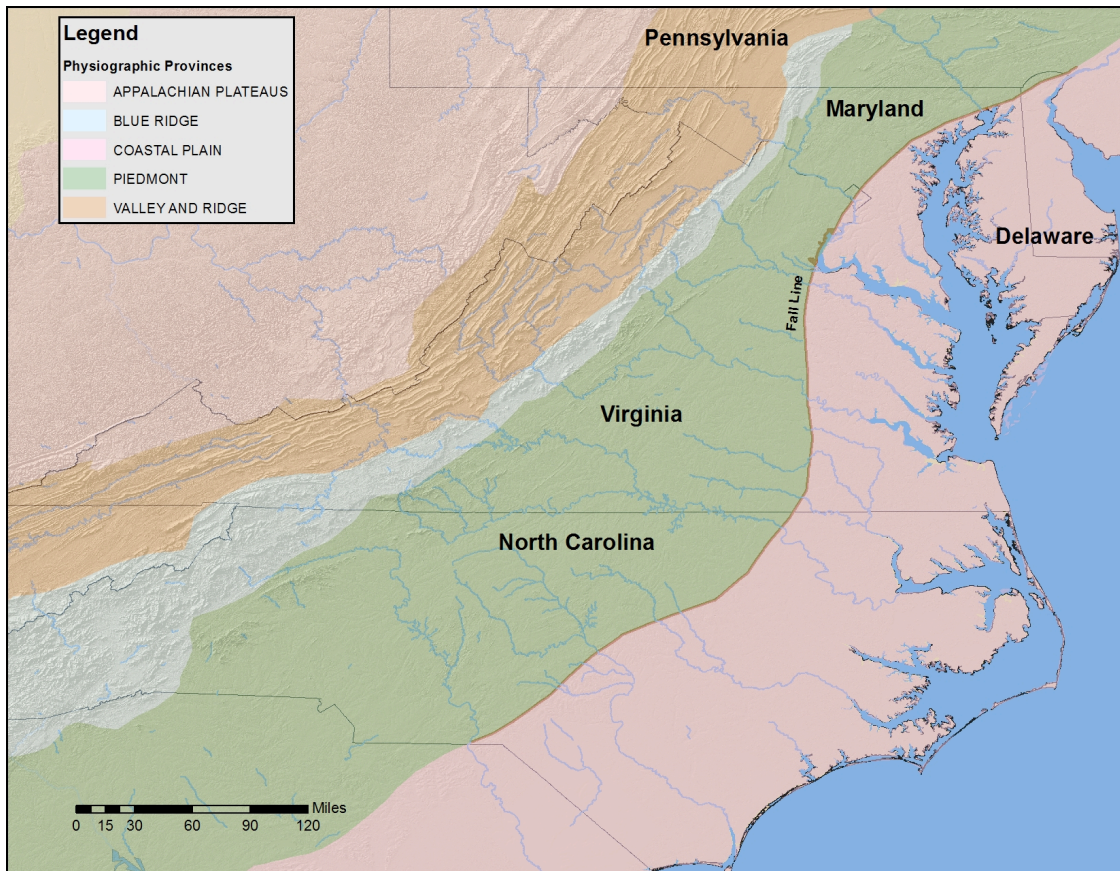 Legend
Physiographic Provinces
APPALACHIAN PLATEAUS
BLUE RIDGE
COASTAL PLAIN
PIEDMONT
VALLEY AND RIDGE
Pennsylvania
Maryland
Delaware
Fall Line
Virginia
North Carolina
Miles
0 15 30 60 90 120